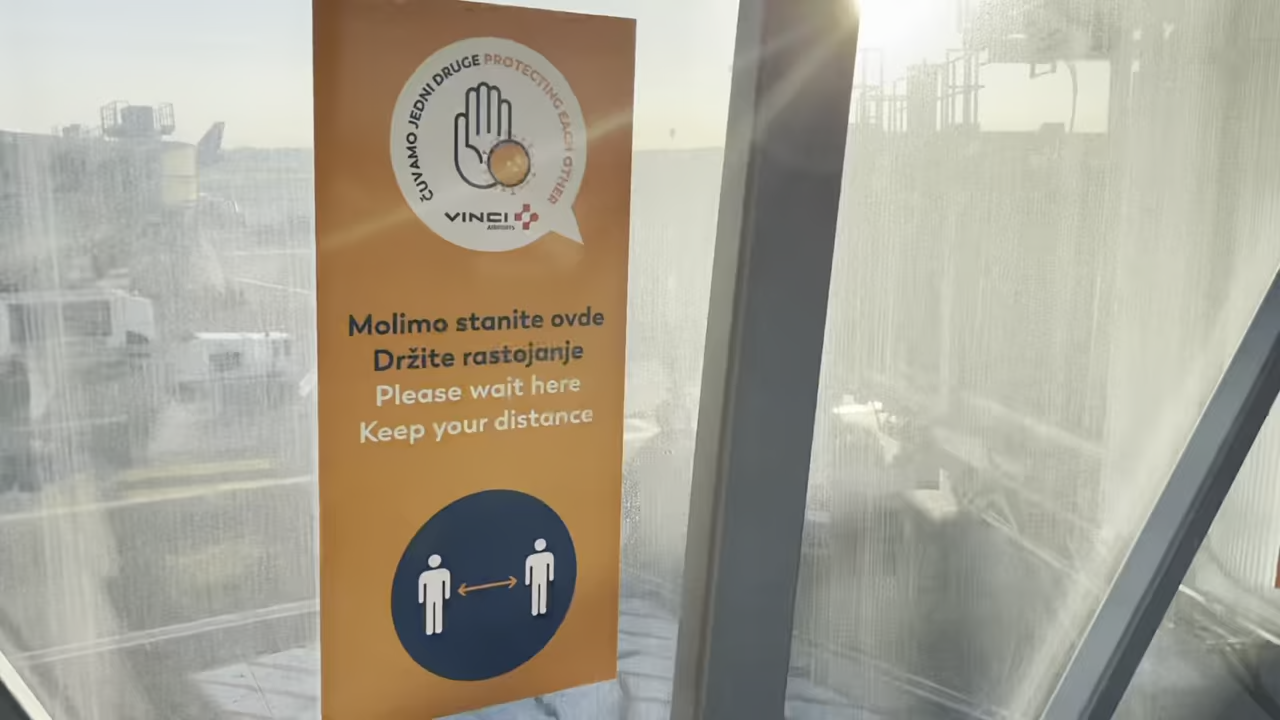 ČUVAMO JEDNI DRUGE PROTECTING EACH OTHER
VINCI
AIRPORTS
Molimo stanite ovde
Držite rastojanje
Please wait here
Keep your distance